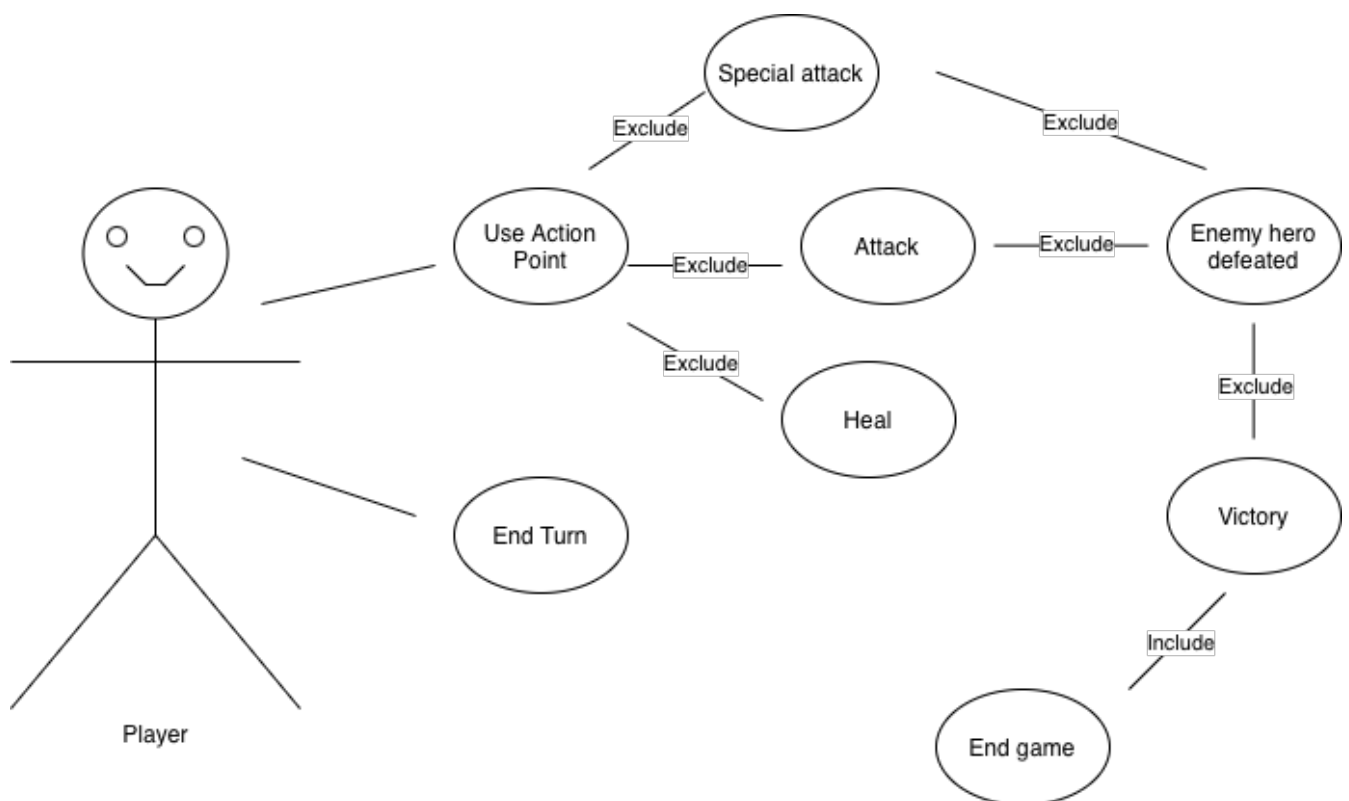 Special attack
Exclude
Exclude
Use Action
Point
Exclude
Attack
Exclude
Enemy hero
defeated
Exclude
Heal
Exclude
Victory
End Turn
Include
End game
Player